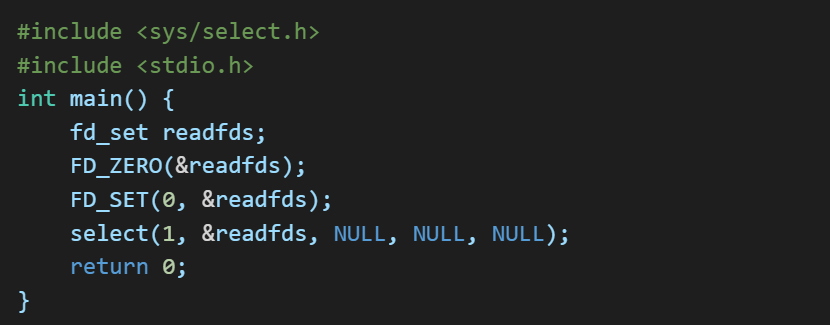 #include <sys/select.h>
#include <stdio.h>
int main() {
    fd_set readfds;
    FD_ZERO(&readfds);
    FD_SET(0, &readfds);
    select(1, &readfds, NULL, NULL, NULL);
    return 0;
}